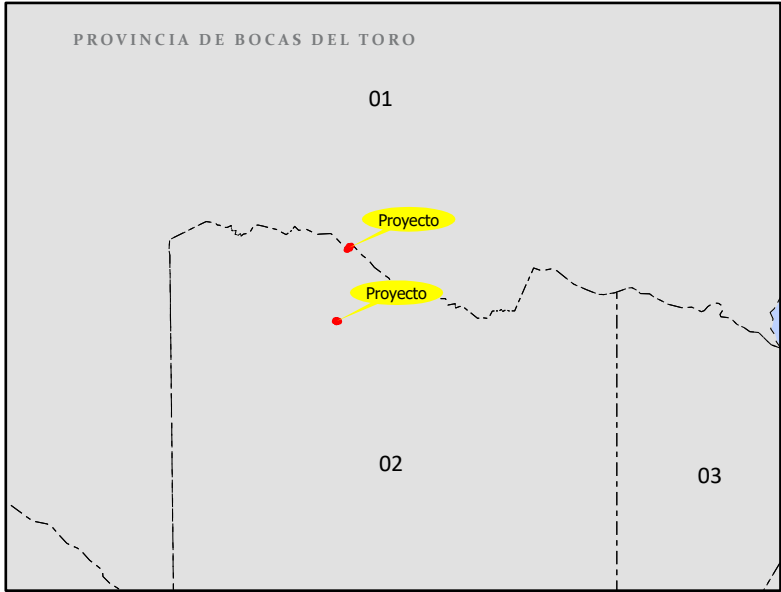 PROVINCIA DE BOCAS DEL TORO
01
Proyecto
Proyecto
02
03